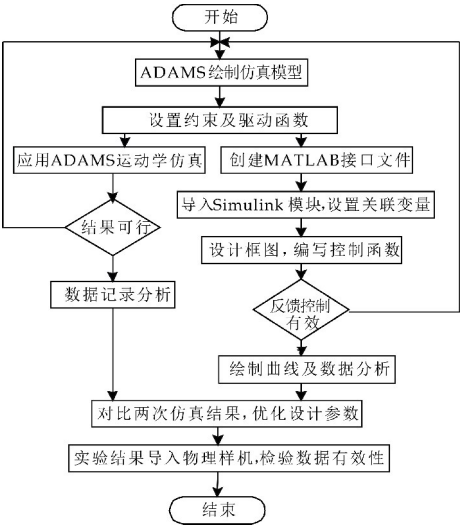 开始
ADAMS绘制仿真模型
设置约束及驱动函数
应用ADAMS运动学仿真
创建MATLAB接口文件
导入Simulink 模块,设置关联变量
结果可行
设计框图，编写控制函数
数据记录分析
反馈控制
有效
绘制曲线及数据分析
对比两次仿真结果,优化设计参数
实验结果导入物理样机,检验数据有效性
结束